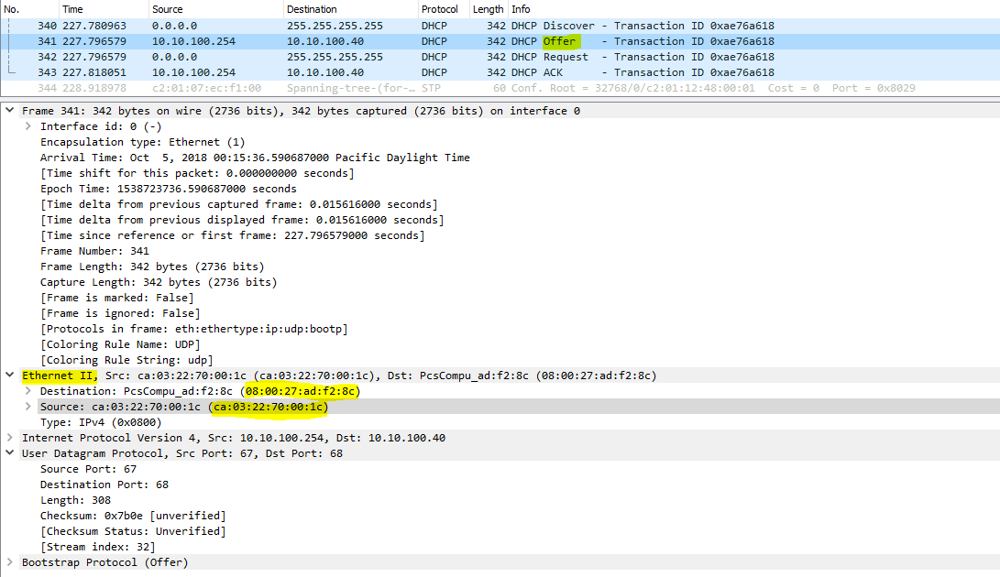 No. Time Source Destination Protocol Length Info
340 227.780963 0.0.0.0 255.255.255.255 DHCP 342 DHCP Discover - Transaction ID 0xae76a618
341 227.796579 10.10.100.254 10.10.100.40 DHCP 342 DHCP Offer - Transaction ID 0xae76a618
342 227.796579 0.0.0.0 255.255.255.255 DHCP 342 DHCP Request - Transaction ID 0xae76a618
343 227.818051 10.10.100.254 10.10.100.40 DHCP 342 DHCP ACK - Transaction ID 0xae76a618
344 228.918978 c2:01:07:ec:f1:00 Spanning-tree-(for-… STP 60 Conf. Root = 32768/0/c2:01:12:48:00:01 Cost = 0 Port = 0x8029
Frame 341: 342 bytes on wire (2736 bits), 342 bytes captured (2736 bits) on interface 0
Interface id: 0 (-)
Encapsulation type: Ethernet (1)
Arrival Time: Oct 5, 2018 00:15:36.590687000 Pacific Daylight Time
[Time shift for this packet: 0.000000000 seconds]
Epoch Time: 1538723736.590687000 seconds
[Time delta from previous captured frame: 0.015616000 seconds]
[Time delta from previous displayed frame: 0.015616000 seconds]
[Time since reference or first frame: 227.796579000 seconds]
Frame Number: 341
Frame Length: 342 bytes (2736 bits)
Capture Length: 342 bytes (2736 bits)
[Frame is marked: False]
[Frame is ignored: False]
[Protocols in frame: eth:ethertype:ip:udp:bootp]
[Coloring Rule Name: UDP]
[Coloring Rule String: udp]
Ethernet II, Src: ca:03:22:70:00:1c (ca:03:22:70:00:1c), Dst: PcsCompu_ad:f2:8c (08:00:27:ad:f2:8c)
Destination: PcsCompu_ad:f2:8c (08:00:27:ad:f2:8c)
Source: ca:03:22:70:00:1c (ca:03:22:70:00:1c)
Type: IPv4 (0x0800)
Internet Protocol Version 4, Src: 10.10.100.254, Dst: 10.10.100.40
User Datagram Protocol, Src Port: 67, Dst Port: 68
Source Port: 67
Destination Port: 68
Length: 308
Checksum: 0x7b0e [unverified]
[Checksum Status: Unverified]
[Stream index: 32]
Bootstrap Protocol (Offer)